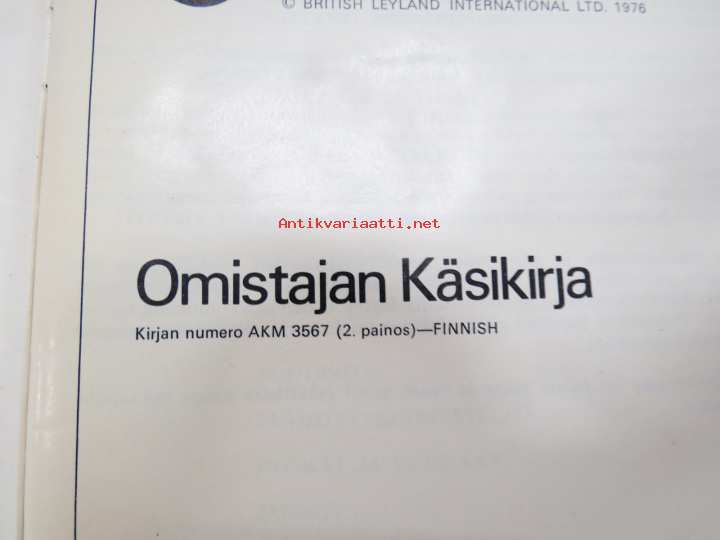 © BRITISH LEYLAND INTERNATIONAL LTD. 1976
Antikvariaatti.net
Omistajan Käsikirja
Kirjan numero AKM 3567 (2. painos)—FINNISH